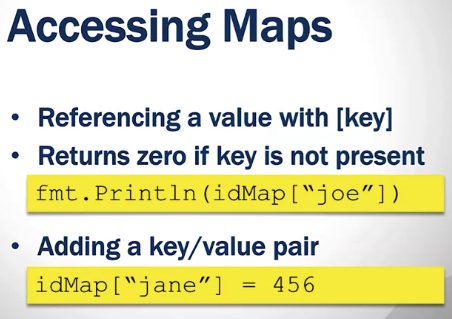 Accessing Maps
• Referencing a value with [key]
• Returns zero if key is not present
fmt.Println(idMap[“joe”])
• Adding a key/value pair
idMap[“jane”] = 456